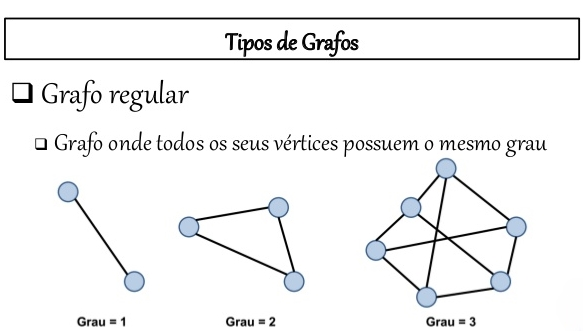 Tipos de Grafos
Grafo regular
Grafo onde todos os seus vértices possuem o mesmo grau
Grau = 1
Grau = 2
Grau = 3